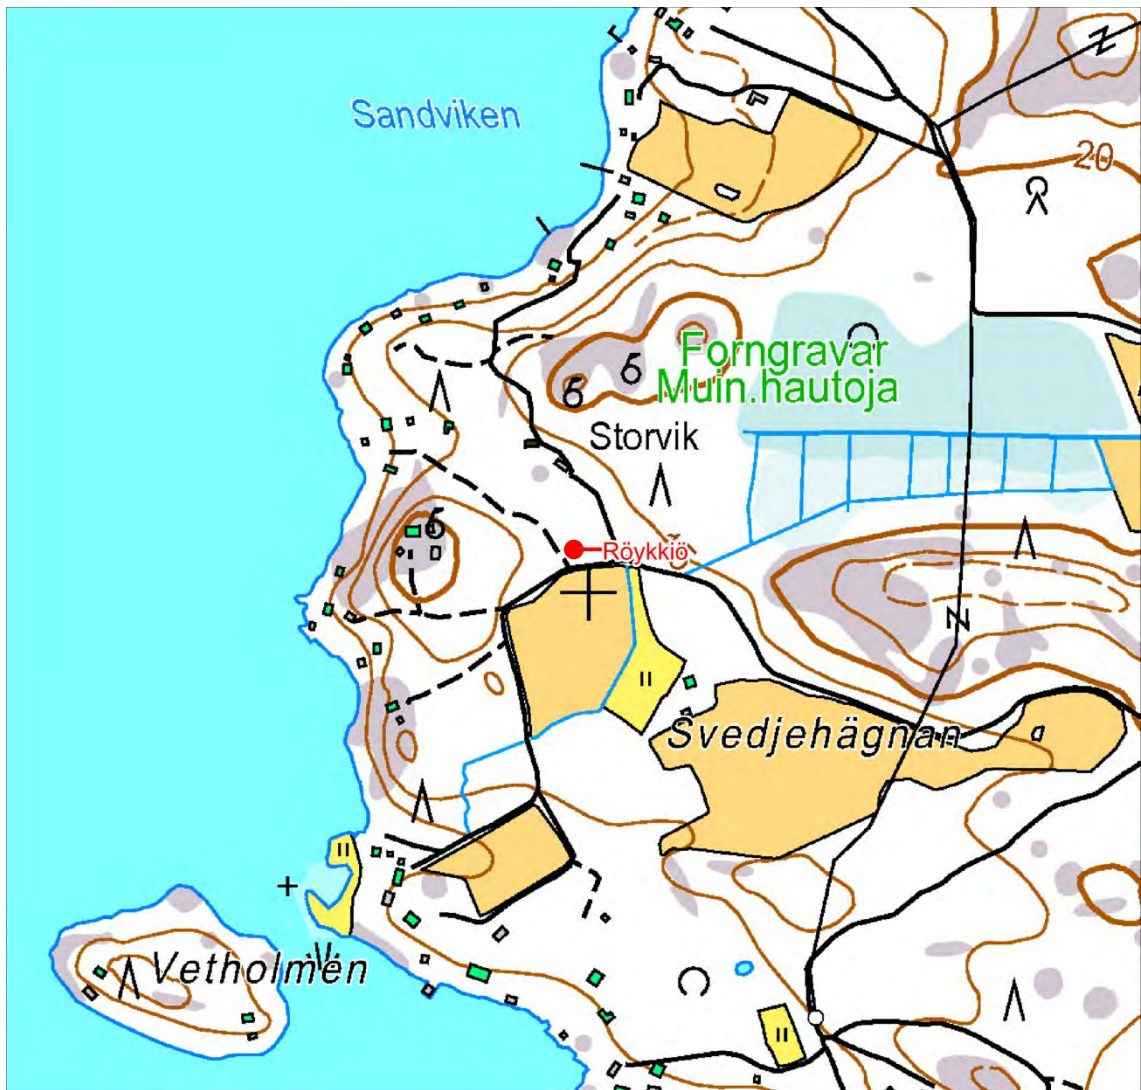 Sandviken
20
Forngravar
Muin.hautoja
Storvik
Röykkiö
Svedjehägnan
Vetholmen